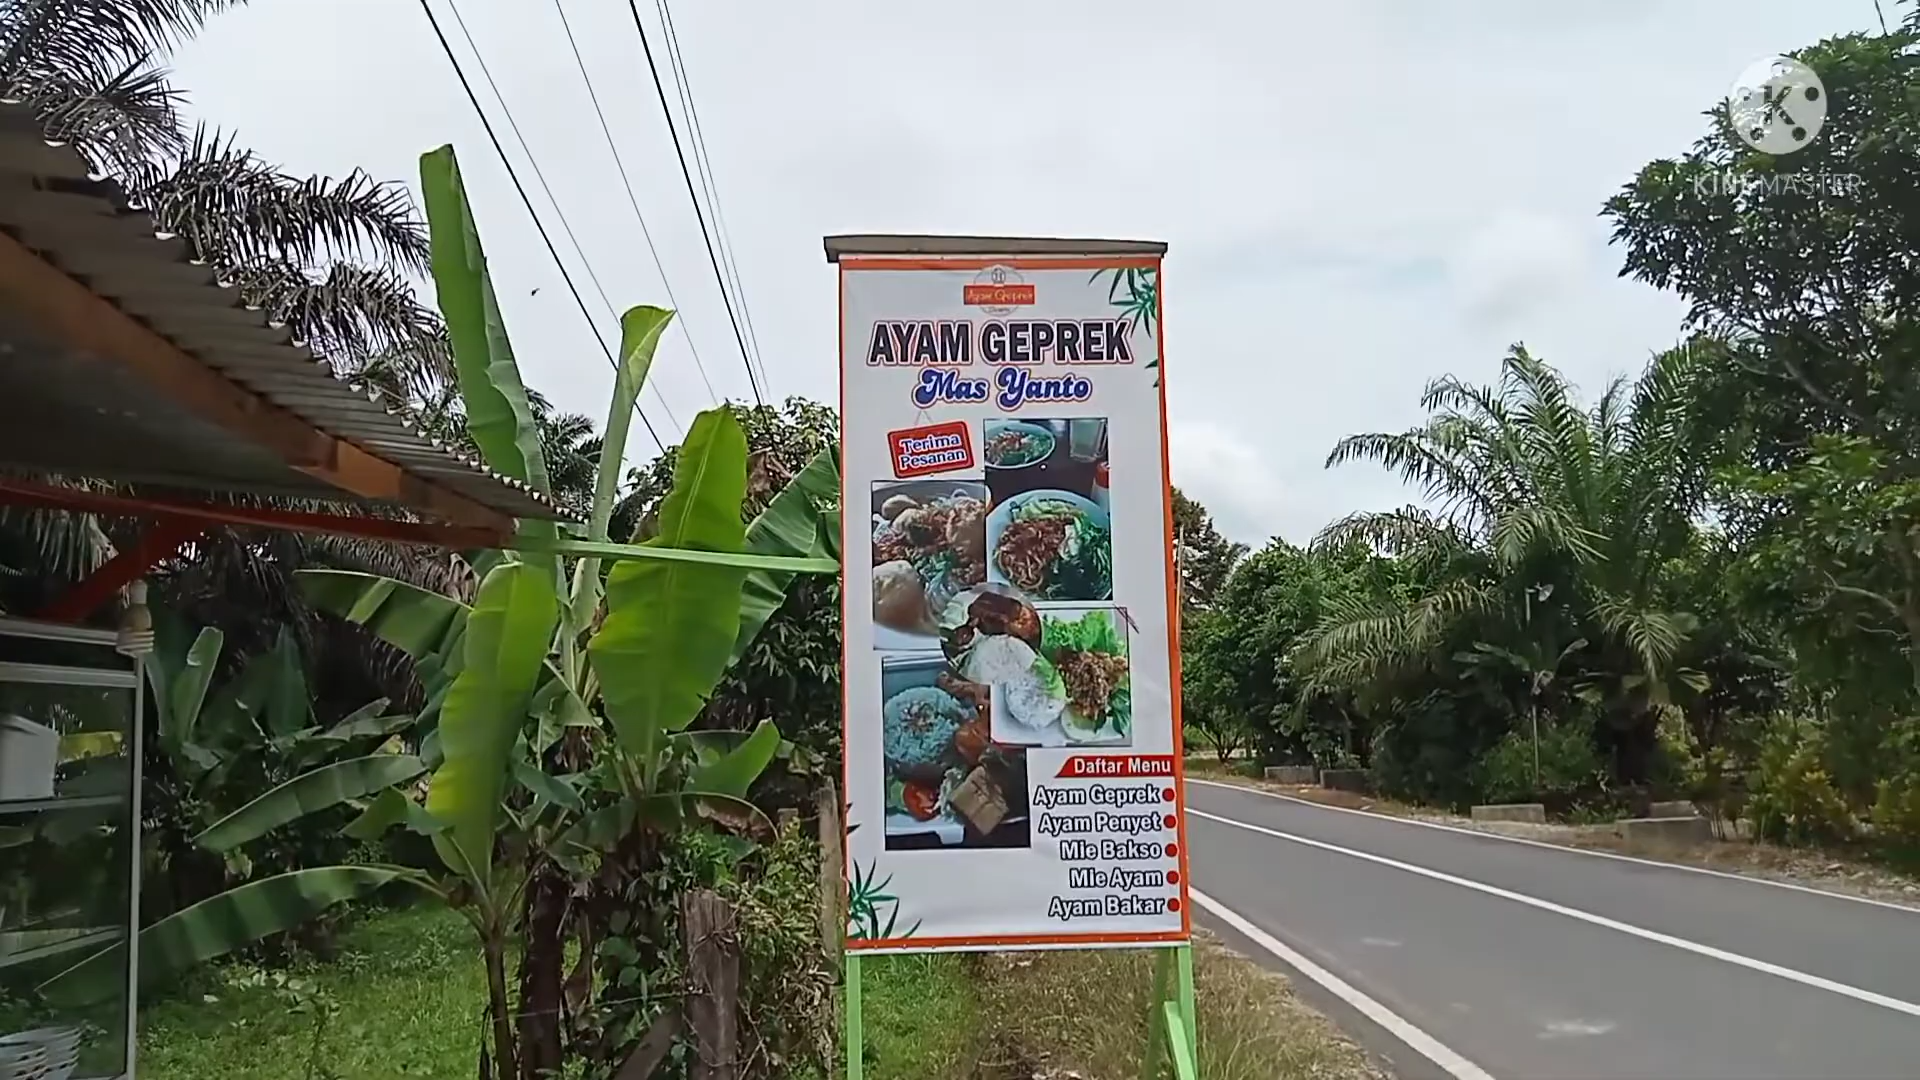 KINEMASTER
Ayam Geprek
AYAM GEPREK
Mas Yanto
Terima
Pesanan
Daftar Menu
Ayam Geprek
Ayam Penyet
Mie Bakso
Mie Ayam
Ayam Bakar